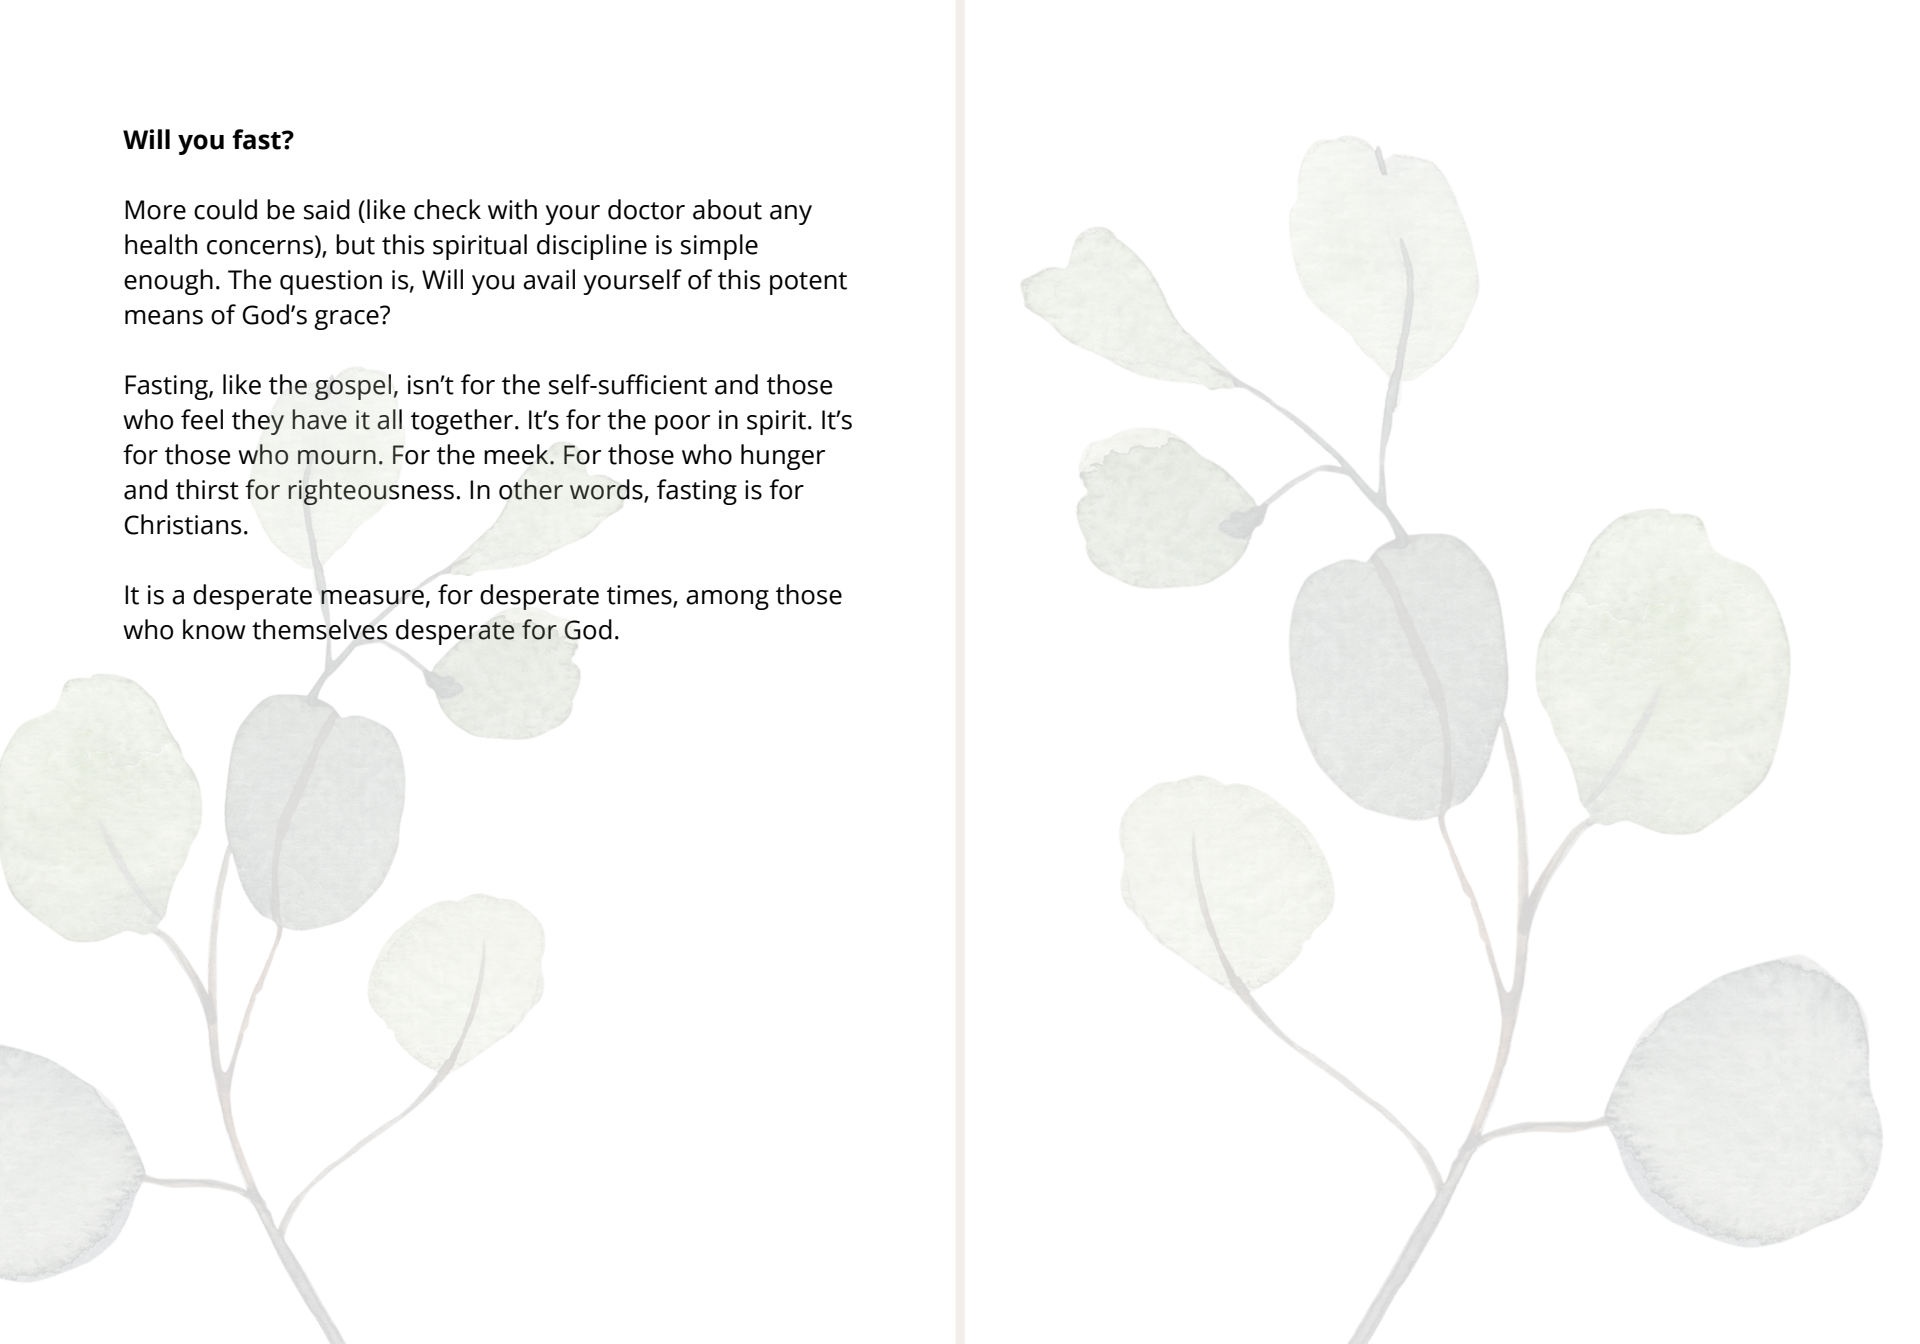 Will you fast?
More could be said (like check with your doctor about any
health concerns), but this spiritual discipline is simple
enough. The question is, Will you avail yourself of this potent
means of God’s grace?
Fasting, like the gospel, isn’t for the self-sufficient and those
who feel they have it all together. It’s for the poor in spirit. It’s
for those who mourn. For the meek. For those who hunger
and thirst for righteousness. In other words, fasting is for
Christians.
It is a desperate measure, for desperate times, among those
who know themselves desperate for God.